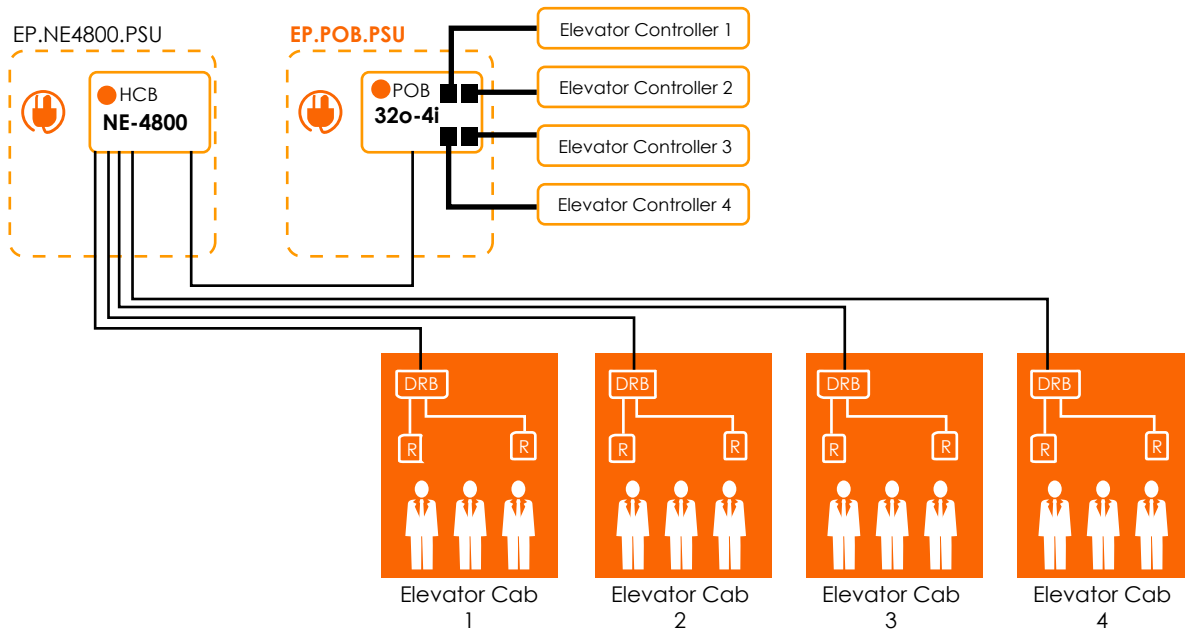 EP.NE4800.PSU
EP.POB.PSU
HCB
NE-4800
POB
32o-4i
Elevator Controller 1
Elevator Controller 2
Elevator Controller 3
Elevator Controller 4
DRB
R
R
DRB
R
R
DRB
R
R
DRB
R
R
Elevator Cab
1
Elevator Cab
2
Elevator Cab
3
Elevator Cab
4